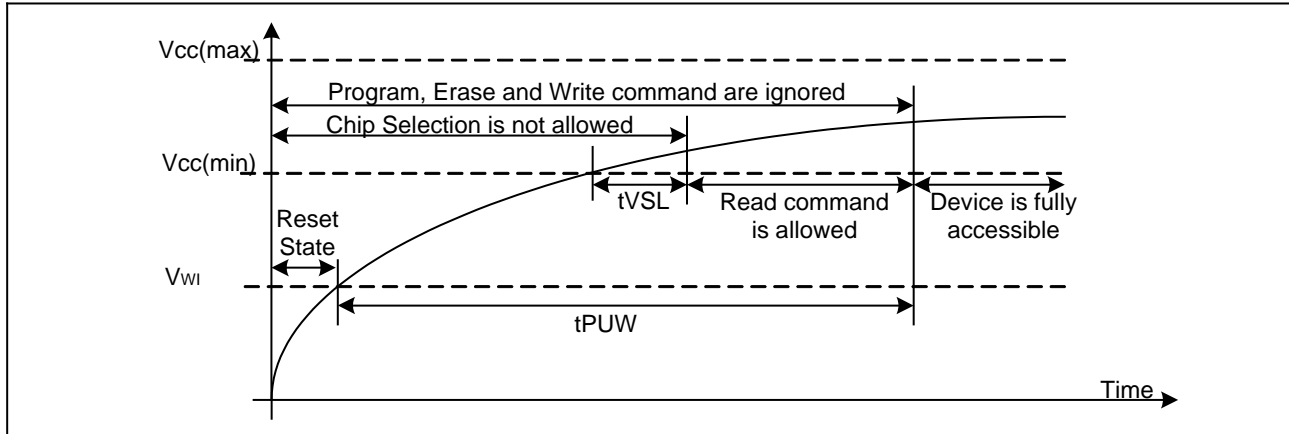 Vcc(max)
Program, Erase and Write command are ignored
Chip Selection is not allowed
Vcc(min)
tVSL
Read command
is allowed
Device is fully
accessible
Reset
State
VWI
tPUW
Time